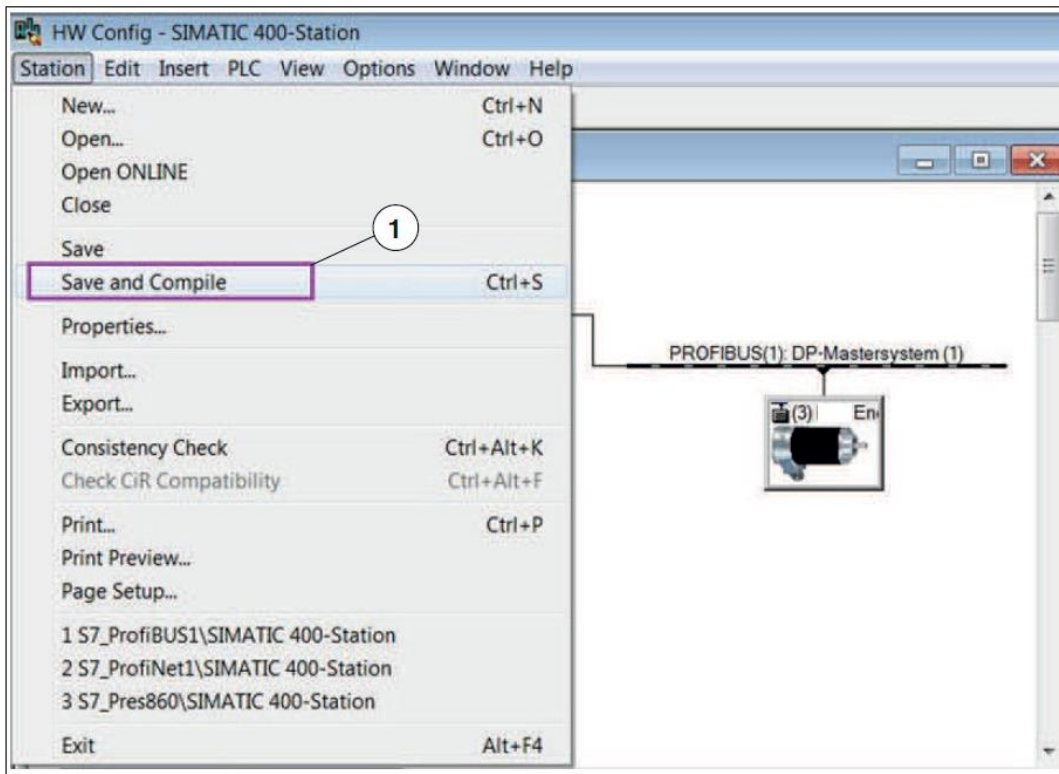 HW Config - SIMATIC 400-Station
Station Edit Insert PLC View Options Window Help
New... Ctrl+N
Open... Ctrl+O
Open ONLINE
Close
1
Save
Save and Compile Ctrl+S
Properties...
Import...
Export...
Consistency Check Ctrl+Alt+K
Check CiR Compatibility Ctrl+Alt+F
Print... Ctrl+P
Print Preview...
Page Setup...
1 S7_ProfiBUS1\SIMATIC 400-Station
2 S7_ProfiNet1\SIMATIC 400-Station
3 S7_Pres860\SIMATIC 400-Station
Exit Alt+F4
PROFIBUS(1): DP-Mastersystem (1)
(3) En